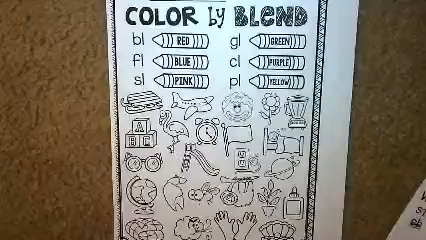 COLOR by BLEND
bl RED gl GREEN
fl BLUE cl PURPLE
sl PINK pl YELLOW
A
B C